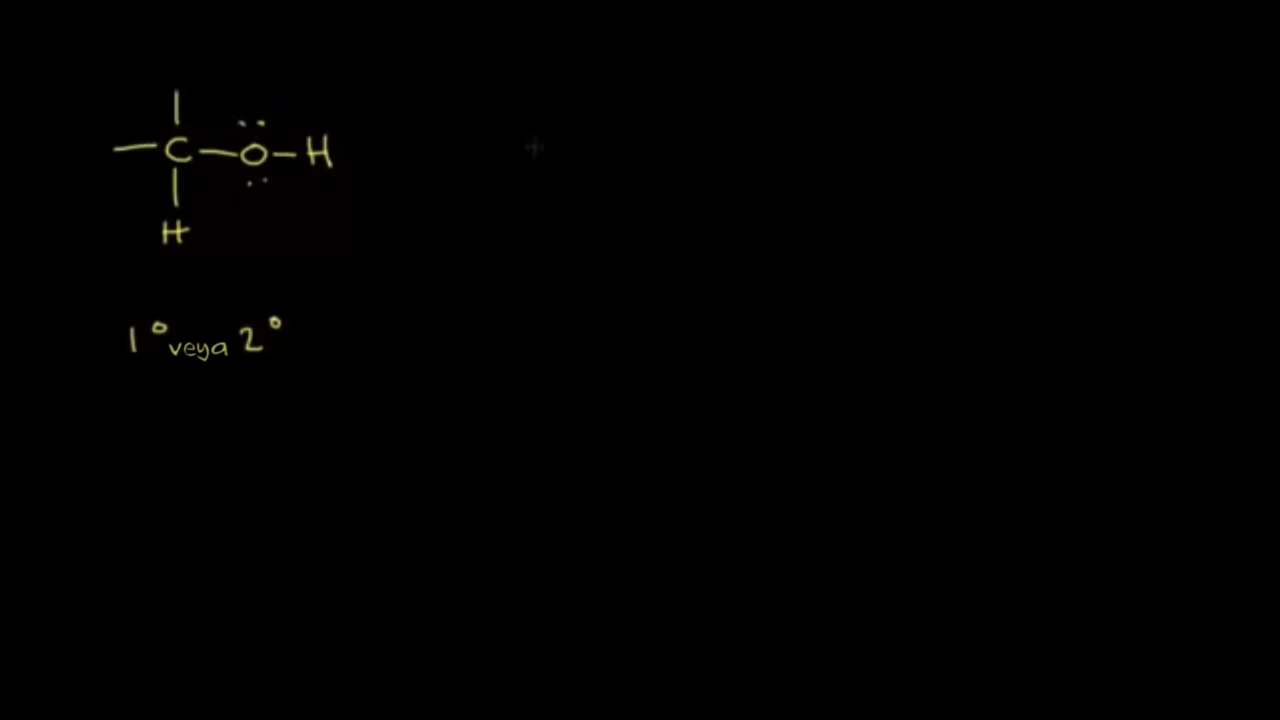 C — O — H
H
1° veya 2°